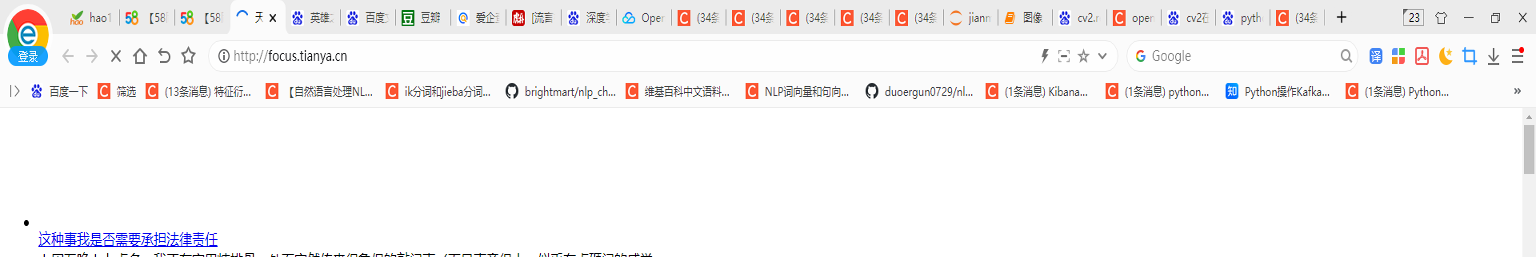 hao1 【58 【58 天 英雄 百度 豆瓣 爱企 [流言 深度 Open (34条 (34条 (34条 (34条 (34条 jiann 图像 cv2.r open cv2在 pyth (34条 23
登录 http://focus.tianya.cn 译 Google
百度一下 筛选 (13条消息) 特征衍... 【自然语言处理NL... ik分词和jieba分词... brightmart/nlp_ch... 维基百科中文语料... NLP词向量和句向... duoergun0729/nl... (1条消息) Kibana... (1条消息) python... 知 Python操作Kafka... (1条消息) Python... »
这种事我是否需要承担法律责任